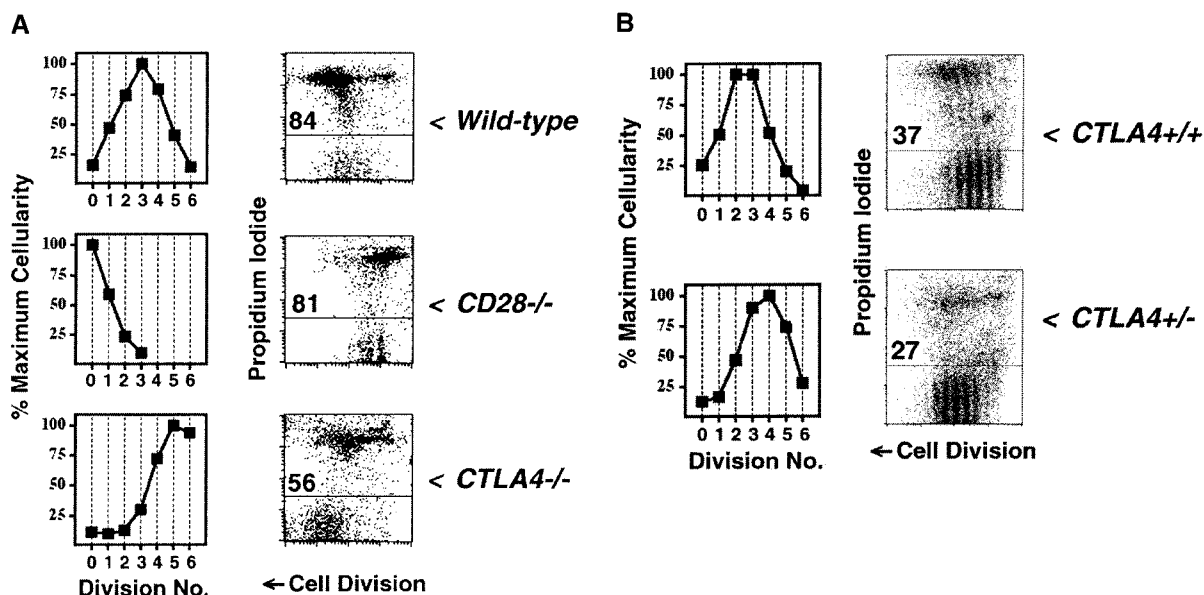 A
% Maximum Cellularity
100
75
50
25
0 1 2 3 4 5 6
Propidium Iodide
84
< Wild-type
100
75
50
25
0 1 2 3 4 5 6
81
< CD28-/-
100
75
50
25
0 1 2 3 4 5 6
Division No.
56
< CTLA4-/-
← Cell Division
B
% Maximum Cellularity
100
75
50
25
0 1 2 3 4 5 6
Propidium Iodide
37
< CTLA4+/+
100
75
50
25
0 1 2 3 4 5 6
Division No.
27
< CTLA4+/-
← Cell Division